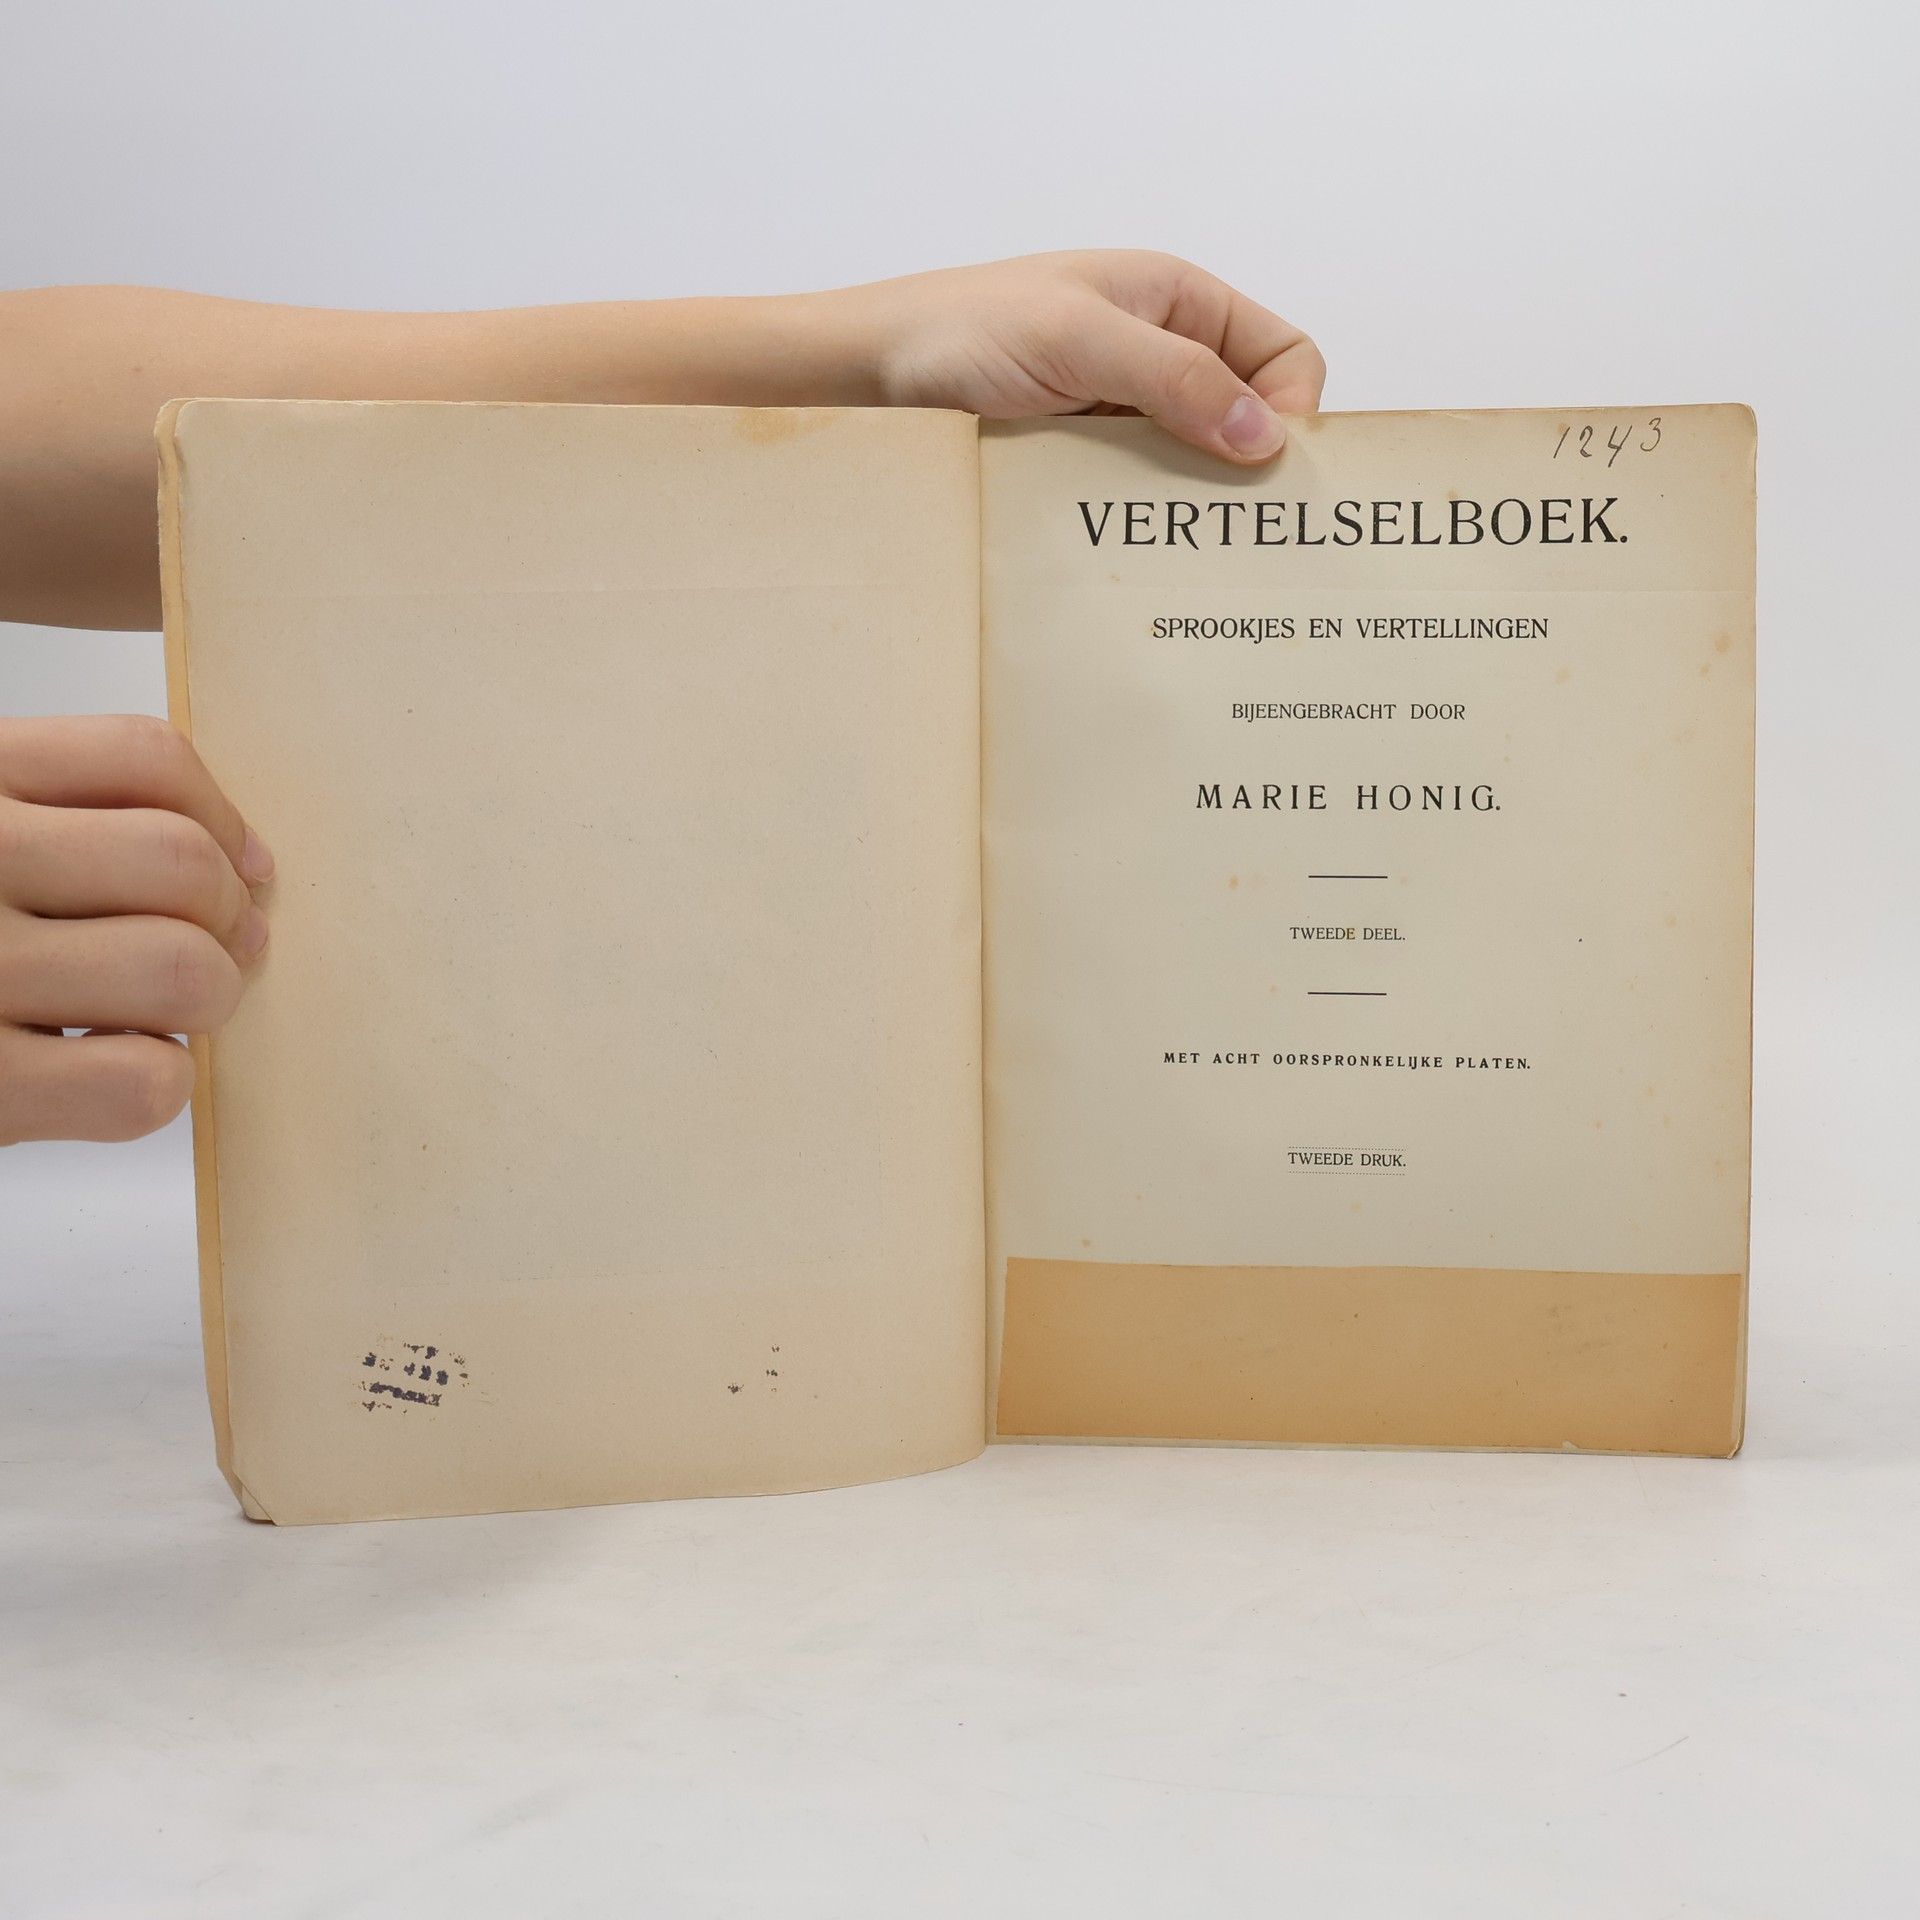 1243
VERTELSELBOEK.
SPROOKJES EN VERTELLINGEN
BIJEENGEBRACHT DOOR
MARIE HONIG.
TWEEDE DEEL.
MET ACHT OORSPRONKELIJKE PLATEN.
TWEEDE DRUK.